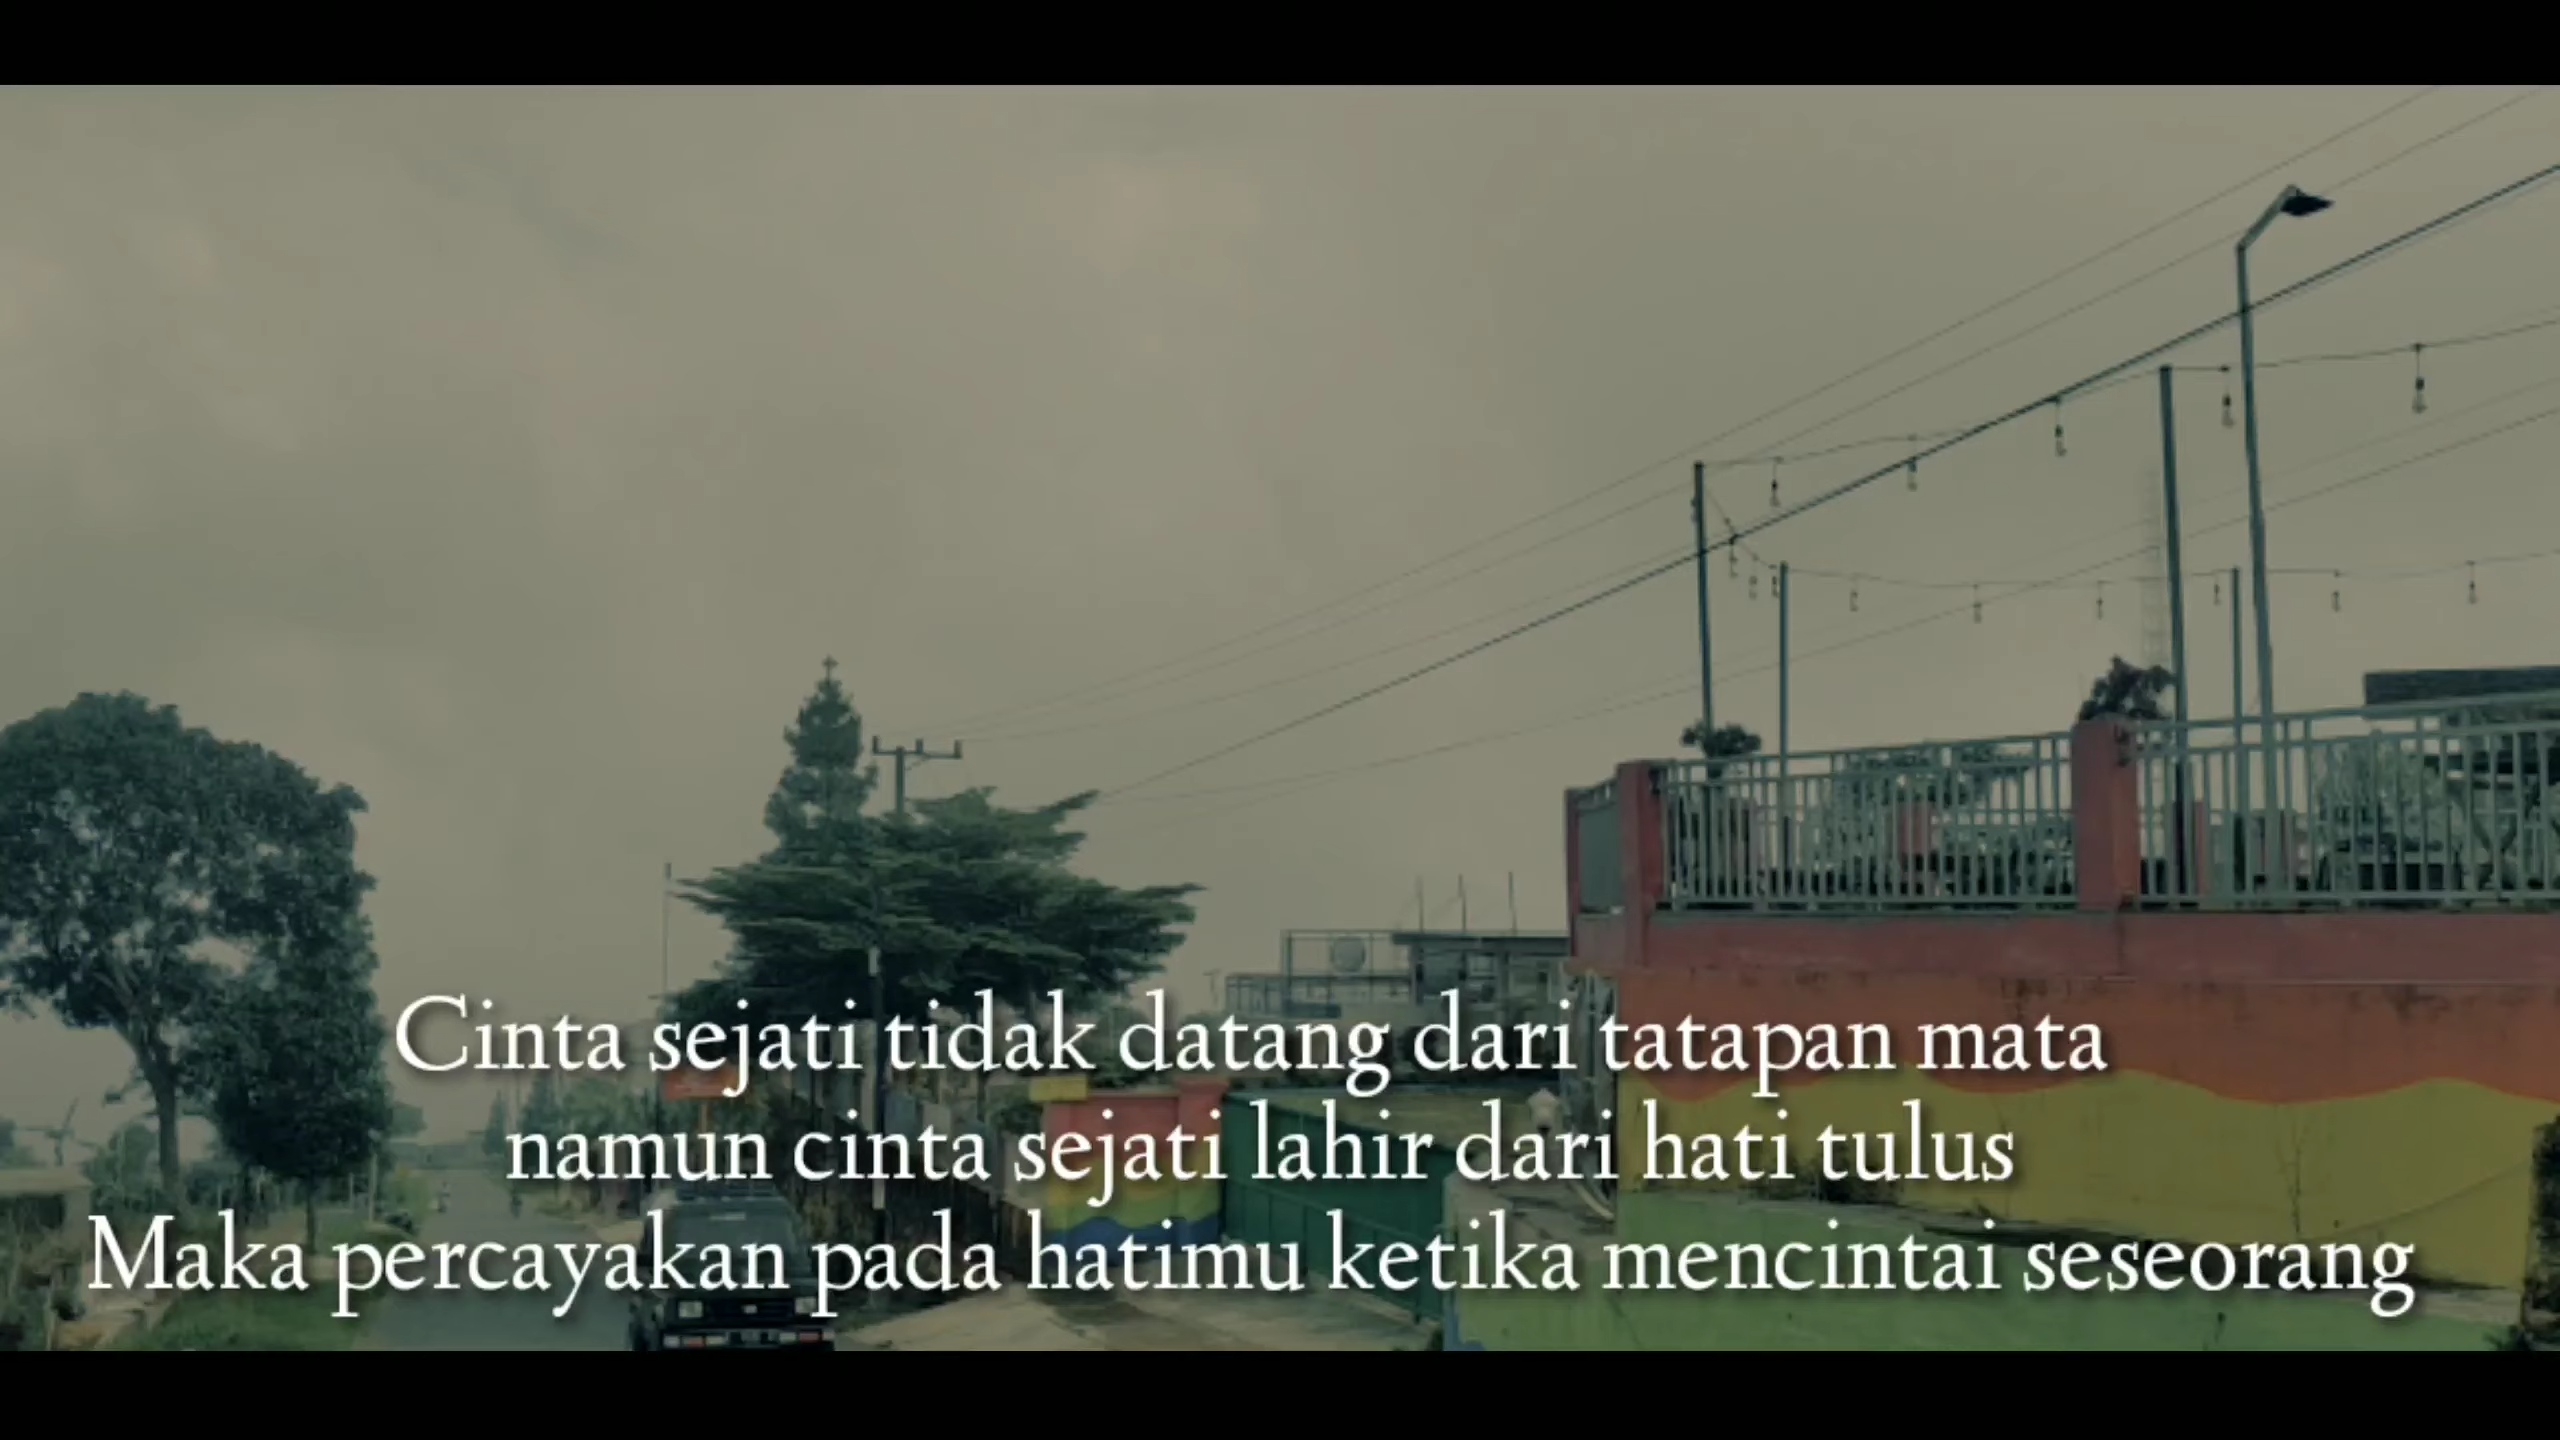 Cinta sejati tidak datang dari tatapan mata
namun cinta sejati lahir dari hati tulus
Maka percayakan pada hatimu ketika mencintai seseorang